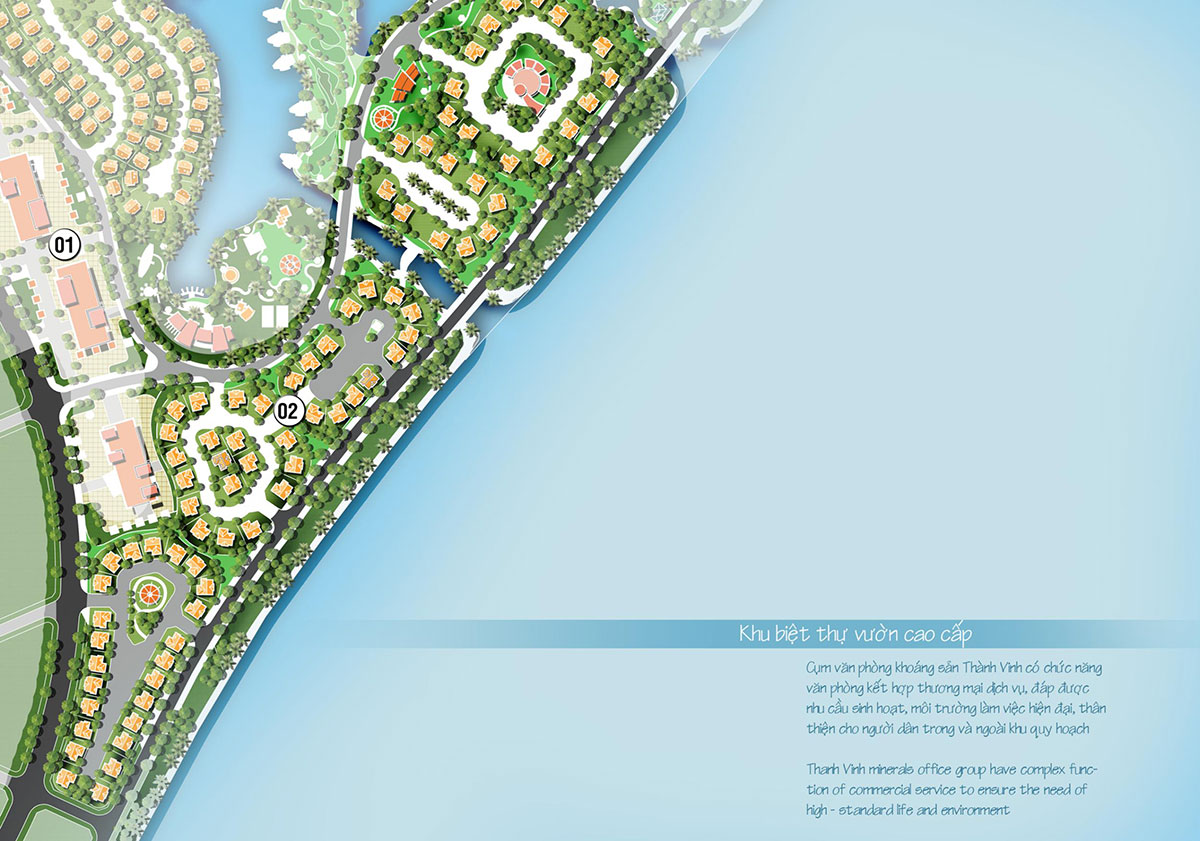 01
02
Khu biệt thự vườn cao cấp
Cụm văn phòng khoáng sản Thành Vinh có chức năng
văn phòng kết hợp thương mại dịch vụ, đáp được
nhu cầu sinh hoạt, môi trường làm việc hiện đại, thân
thiện cho người dân trong và ngoài khu quy hoạch
Thanh Vinh minerals office group have complex func-
tion of commercial service to ensure the need of
high - standard life and environment